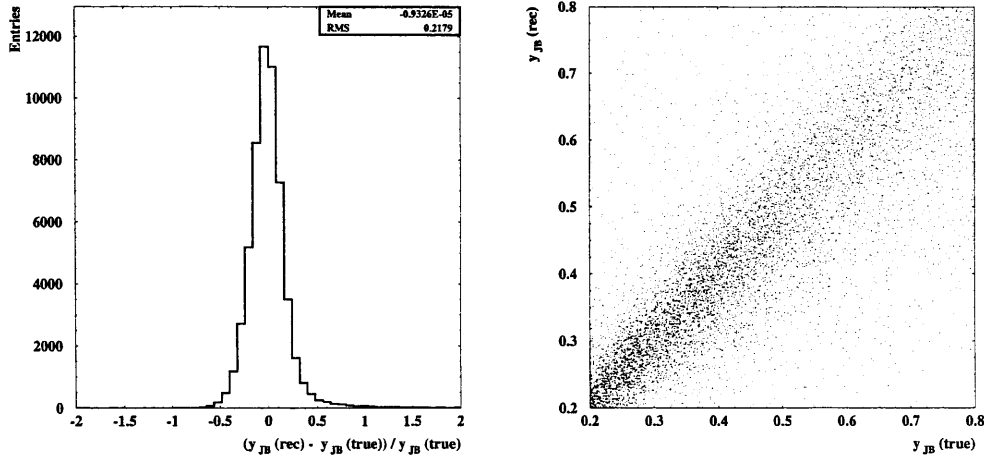 Entries
Mean -0.9326E-05
RMS 0.2179
12000
10000
8000
6000
4000
2000
0
-2 -1.5 -1 -0.5 0 0.5 1 1.5 2
(y JB (rec) - y JB (true)) / y JB (true)
y JB (rec)
0.8
0.7
0.6
0.5
0.4
0.3
0.2
0.2 0.3 0.4 0.5 0.6 0.7 0.8
y JB (true)